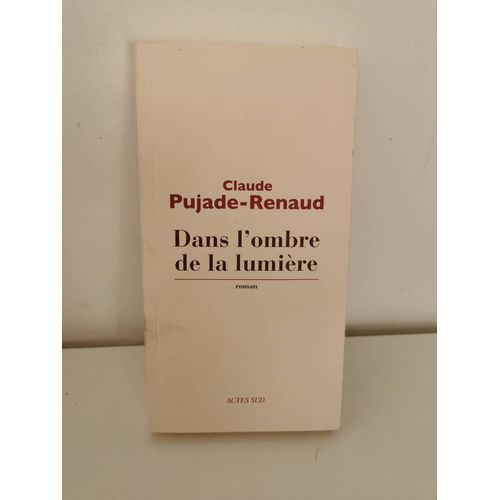 Claude
Pujade-Renaud
Dans l'ombre
de la lumière
roman
ACTES SUD